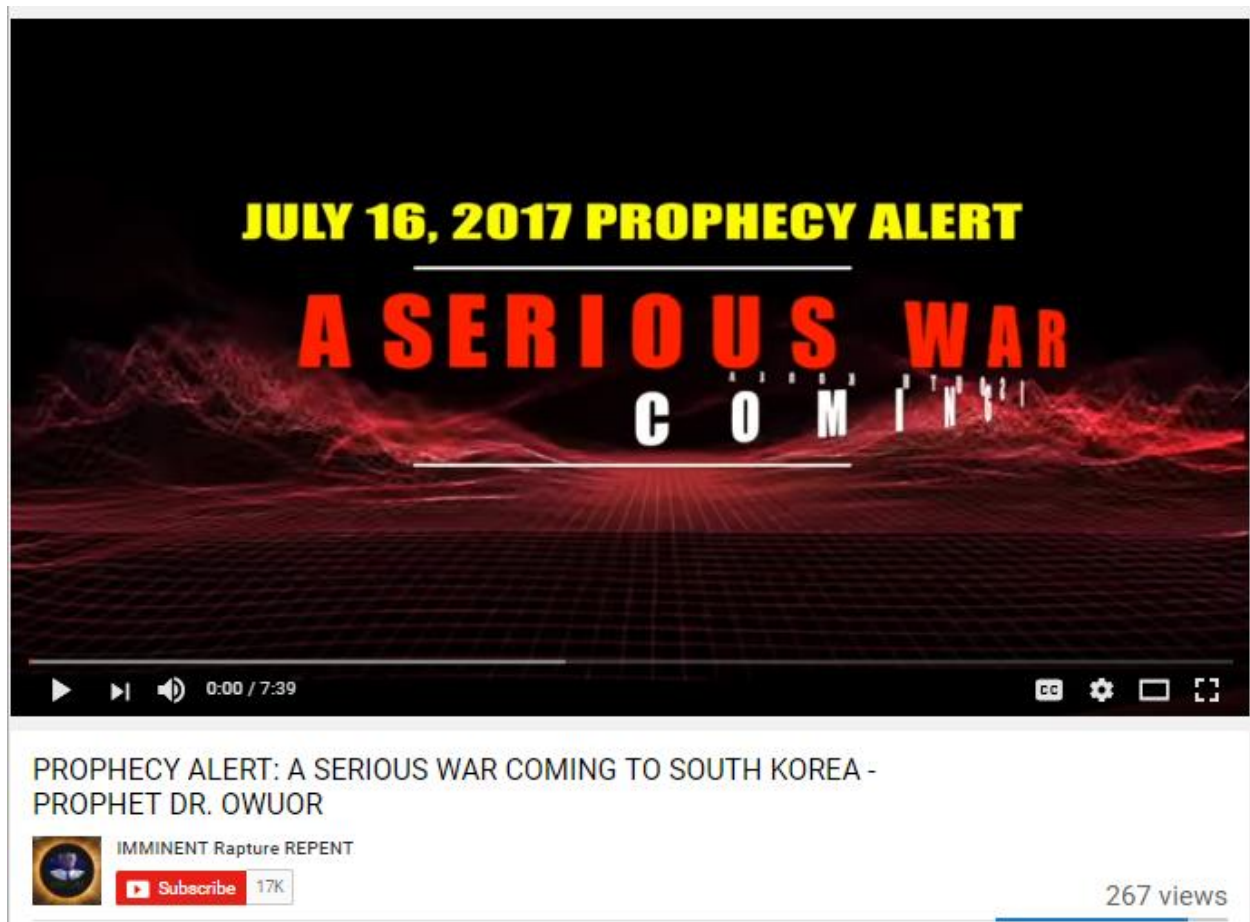 JULY 16, 2017 PROPHECY ALERT
A SERIOUS WAR
COMING
0:00 / 7:39
CC
PROPHECY ALERT: A SERIOUS WAR COMING TO SOUTH KOREA -
PROPHET DR. OWUOR
IMMINENT Rapture REPENT
Subscribe 17K
267 views